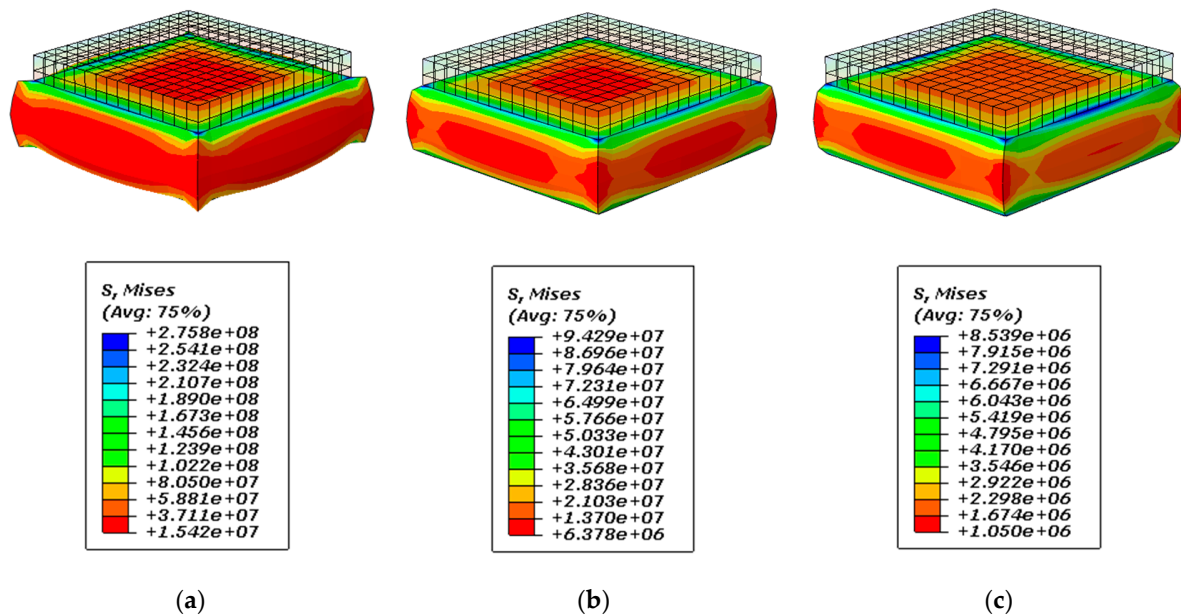 S, Mises
(Avg: 75%)
+2.758e+08
+2.541e+08
+2.324e+08
+2.107e+08
+1.890e+08
+1.673e+08
+1.456e+08
+1.239e+08
+1.022e+08
+8.050e+07
+5.881e+07
+3.711e+07
+1.542e+07
S, Mises
(Avg: 75%)
+9.429e+07
+8.696e+07
+7.964e+07
+7.231e+07
+6.499e+07
+5.766e+07
+5.033e+07
+4.301e+07
+3.568e+07
+2.836e+07
+2.103e+07
+1.370e+07
+6.378e+06
S, Mises
(Avg: 75%)
+8.539e+06
+7.915e+06
+7.291e+06
+6.667e+06
+6.043e+06
+5.419e+06
+4.795e+06
+4.170e+06
+3.546e+06
+2.922e+06
+2.298e+06
+1.674e+06
+1.050e+06
(a)
(b)
(c)